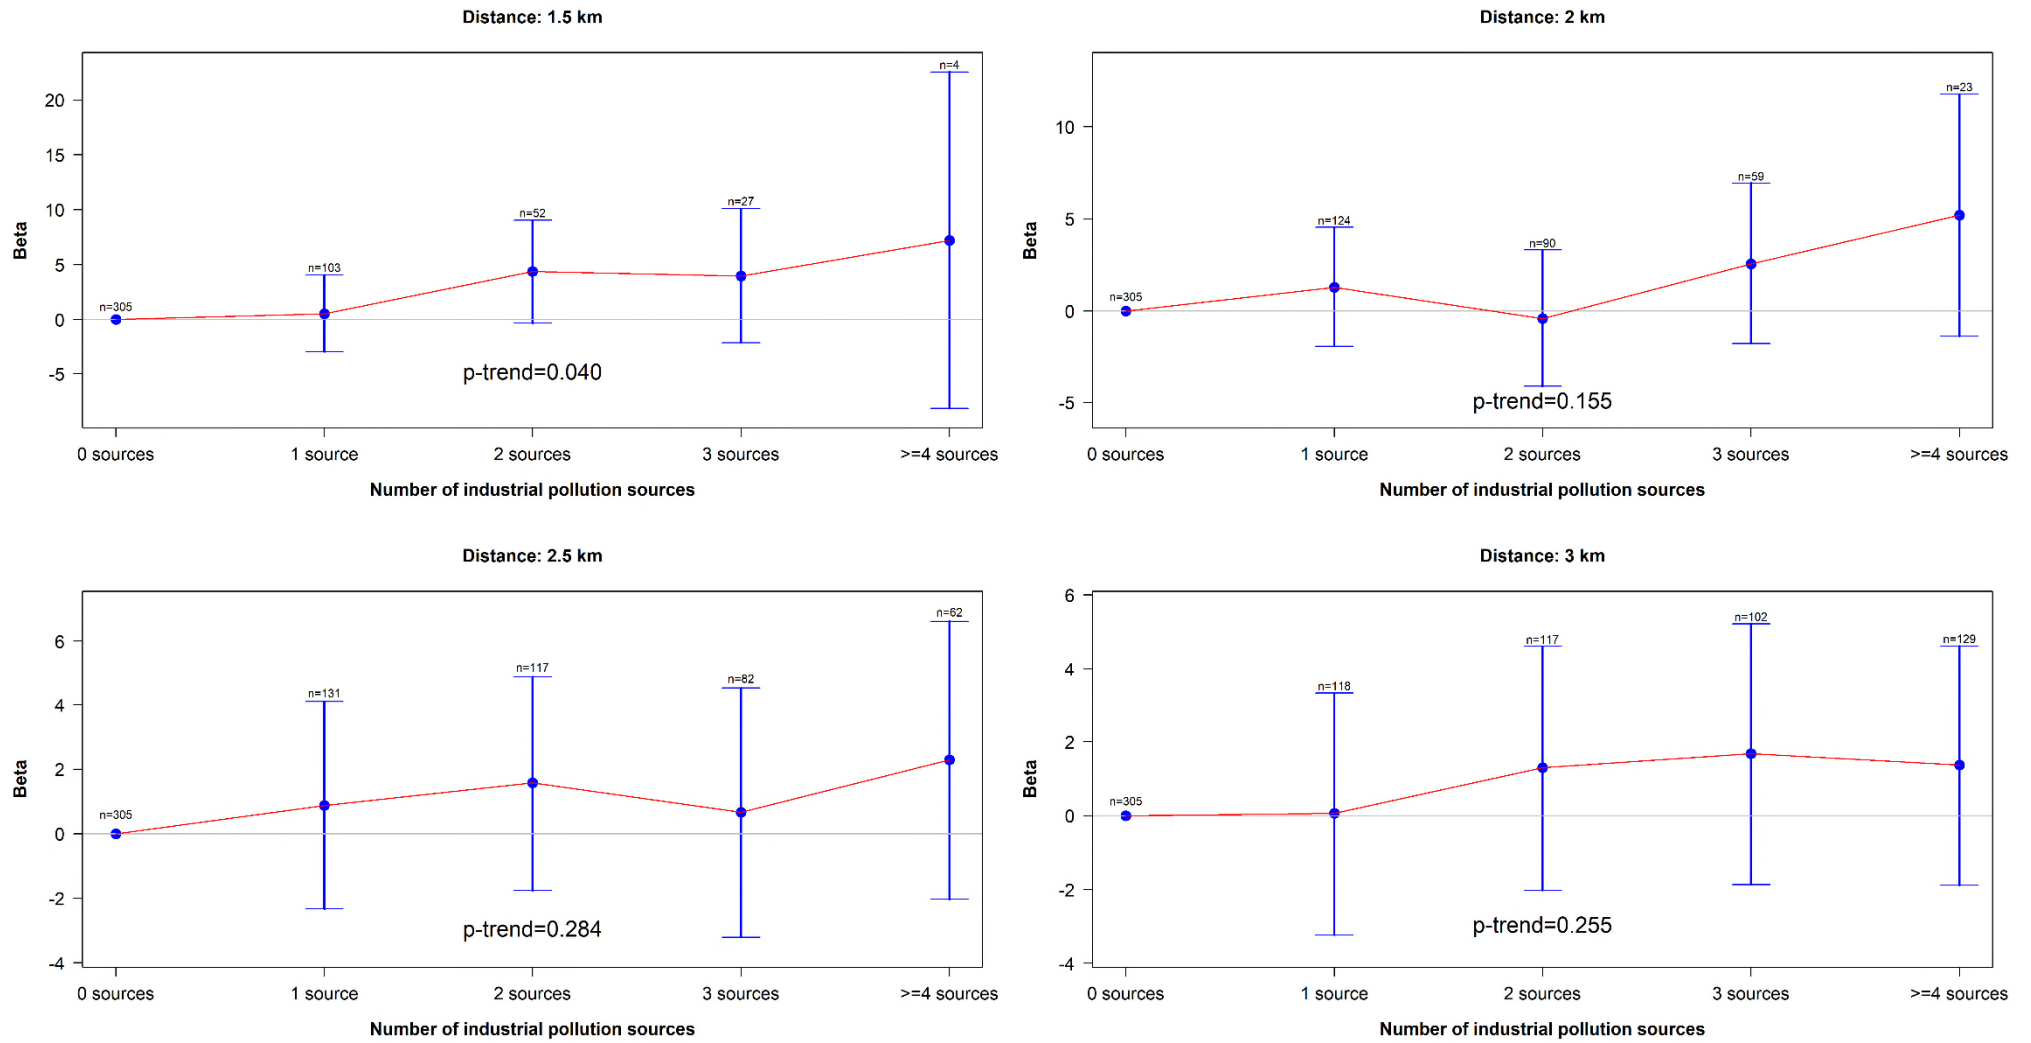 Distance: 1.5 km
20
15
10
5
0
-5
Beta
n=305
n=103
n=52
n=27
n=4
p-trend=0.040
0 sources
1 source
2 sources
3 sources
>=4 sources
Number of industrial pollution sources
Distance: 2 km
10
5
0
-5
Beta
n=305
n=124
n=90
n=59
n=23
p-trend=0.155
0 sources
1 source
2 sources
3 sources
>=4 sources
Number of industrial pollution sources
Distance: 2.5 km
6
4
2
0
-2
-4
Beta
n=305
n=131
n=117
n=82
n=62
p-trend=0.284
0 sources
1 source
2 sources
3 sources
>=4 sources
Number of industrial pollution sources
Distance: 3 km
6
4
2
0
-2
-4
Beta
n=305
n=118
n=117
n=102
n=129
p-trend=0.255
0 sources
1 source
2 sources
3 sources
>=4 sources
Number of industrial pollution sources